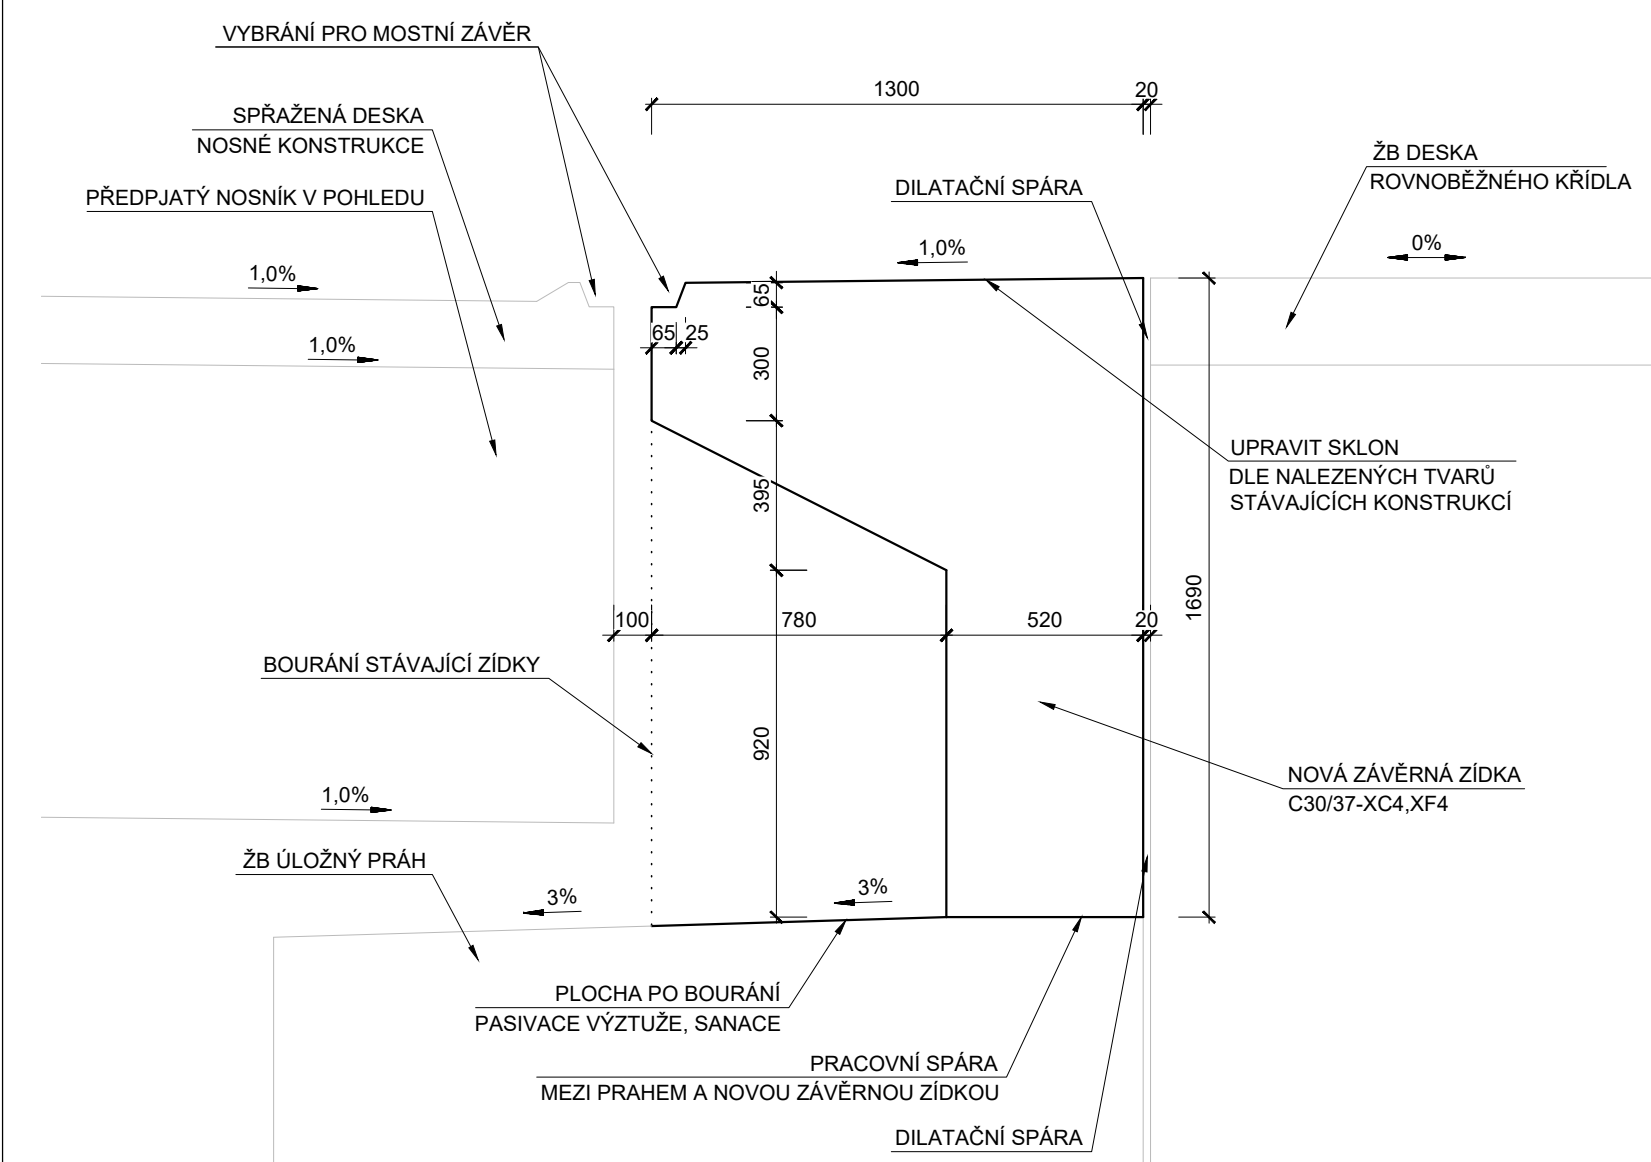 VYBRÁNÍ PRO MOSTNÍ ZÁVĚR
1300
20
SPŘAŽENÁ DESKA
NOSNÉ KONSTRUKCE
ŽB DESKA
ROVNOBĚŽNÉHO KŘÍDLA
PŘEDPJATÝ NOSNÍK V POHLEDU
DILATAČNÍ SPÁRA
1,0%
0%
1,0%
65
65
25
1,0%
300
UPRAVIT SKLON
DLE NALEZENÝCH TVARŮ
STÁVAJÍCÍCH KONSTRUKCÍ
395
1690
100
780
520
20
BOURÁNÍ STÁVAJÍCÍ ZÍDKY
920
NOVÁ ZÁVĚRNÁ ZÍDKA
C30/37-XC4,XF4
1,0%
ŽB ÚLOŽNÝ PRÁH
3%
3%
PLOCHA PO BOURÁNÍ
PASIVACE VÝZTUŽE, SANACE
PRACOVNÍ SPÁRA
MEZI PRAHEM A NOVOU ZÁVĚRNOU ZÍDKOU
DILATAČNÍ SPÁRA